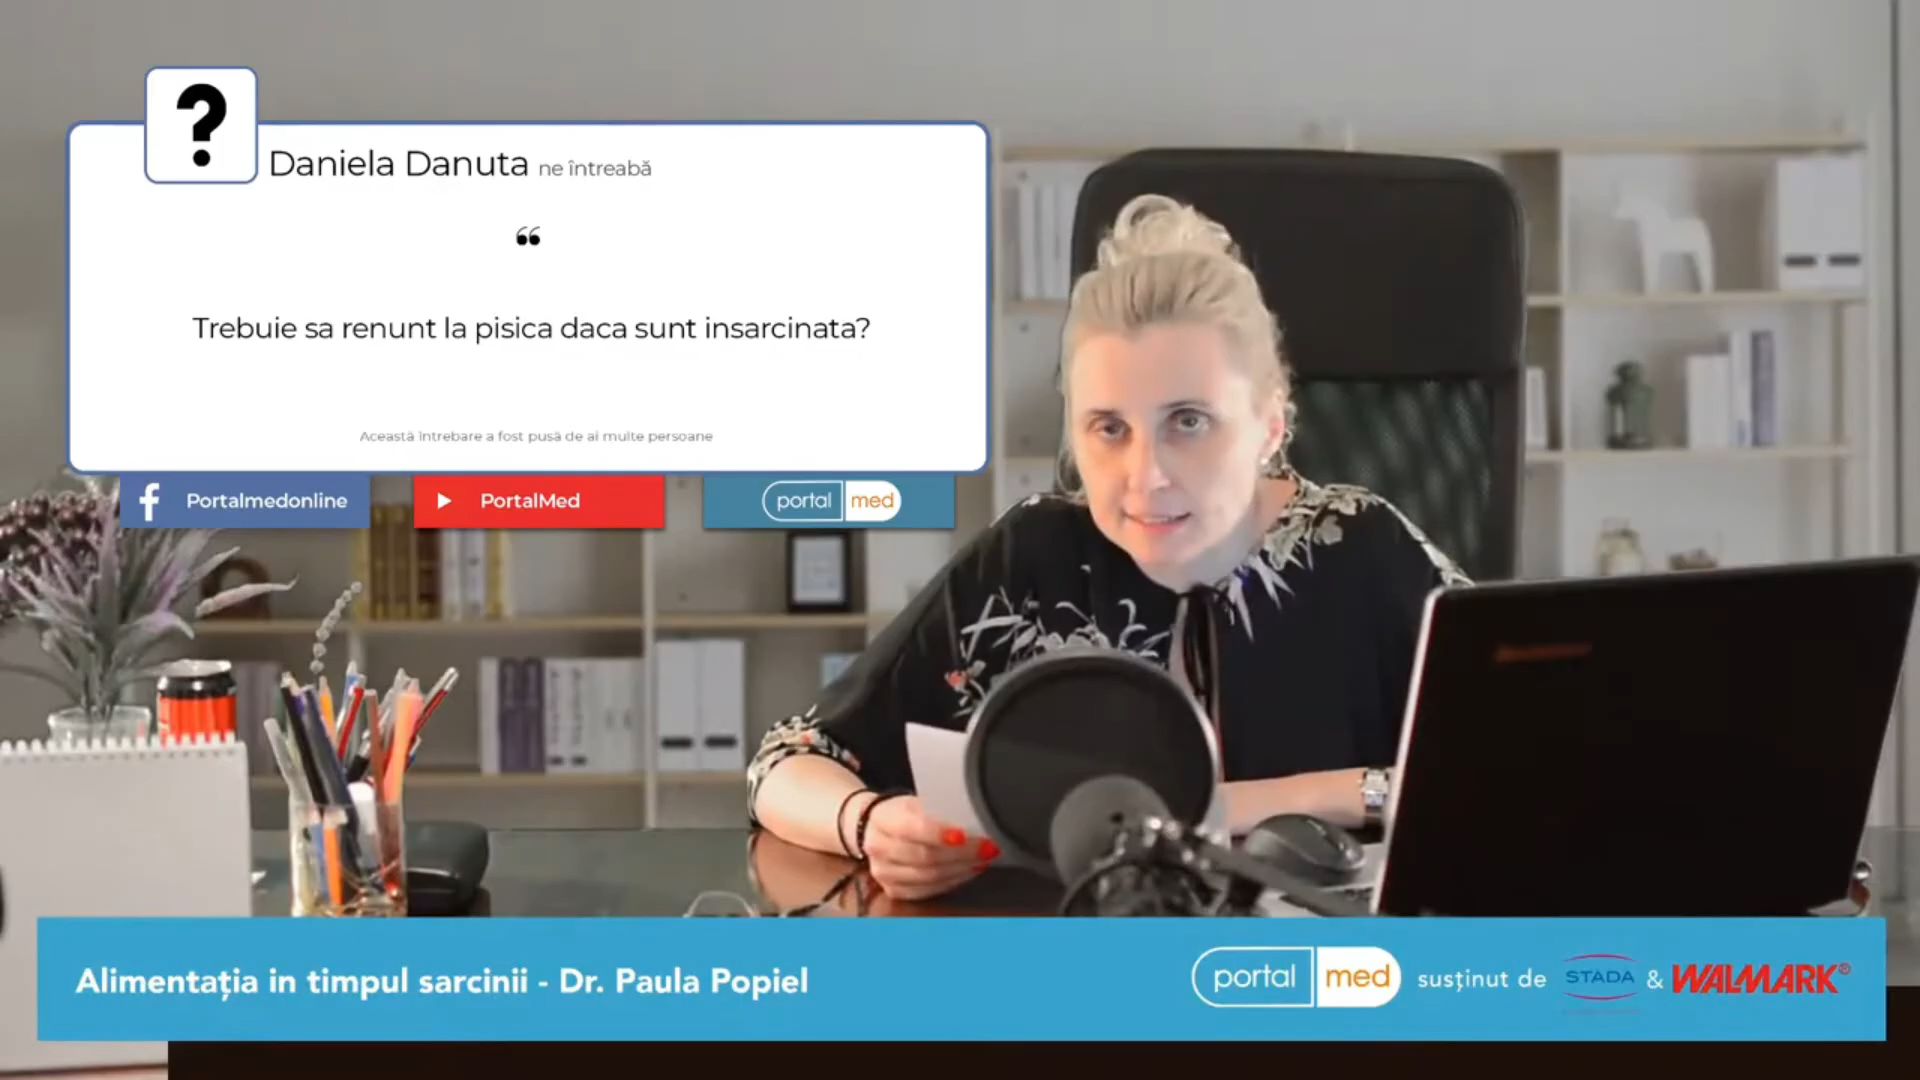 ?
Daniela Danuta ne întreabă
“
Trebuie sa renunt la pisica daca sunt insarcinata?
Această întrebare a fost pusă de ai multe persoane
f Portalmedonline
PortalMed
portal med
Alimentația in timpul sarcinii - Dr. Paula Popiel
portal med susținut de STADA & WALMARK®